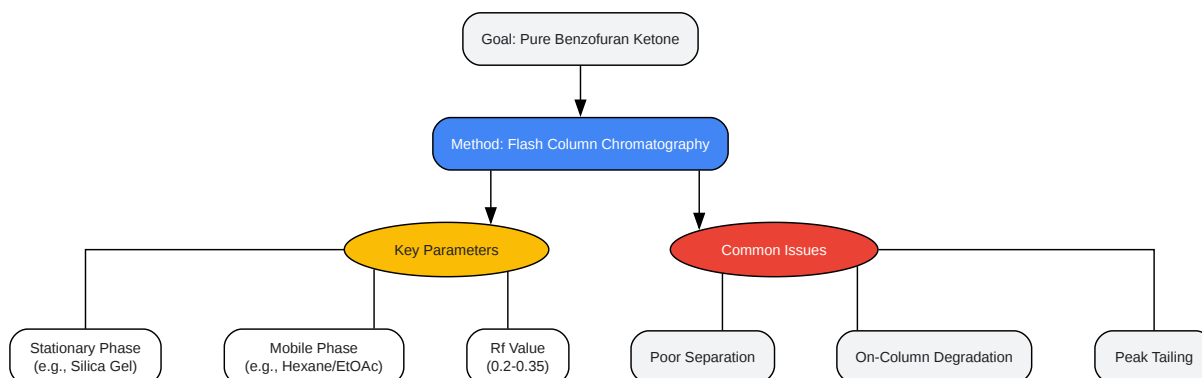 Goal: Pure Benzofuran Ketone
Method: Flash Column Chromatography
Key Parameters
Common Issues
Stationary Phase
(e.g., Silica Gel)
Mobile Phase
(e.g., Hexane/EtOAc)
Rf Value
(0.2-0.35)
Poor Separation
On-Column Degradation
Peak Tailing